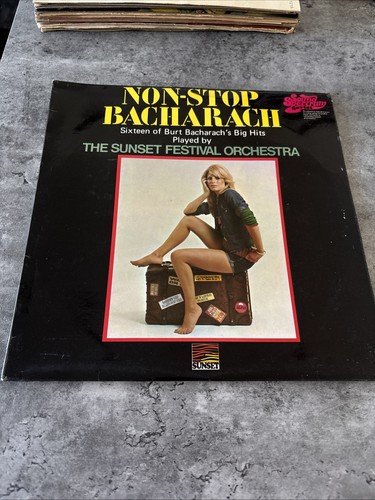 NON-STOP
BACHARACH
Sixteen of Burt Bacharach's Big Hits
Played by
THE SUNSET FESTIVAL ORCHESTRA
SUNSET